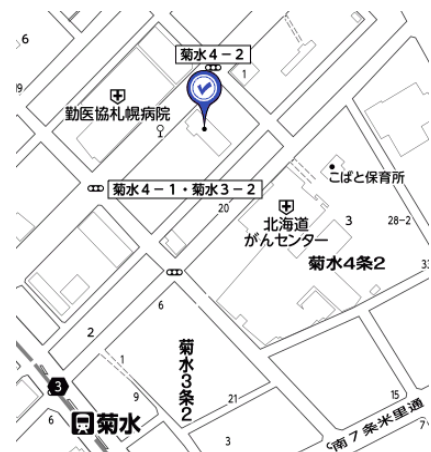 6
菊水4-2
1
勤医協札幌病院
こばと保育所
菊水4-1・菊水3-2
20
北海道
がんセンター
3
28-2
菊水4条2
33
6
2
菊水3条2
1
3
9
21
15
菊水
6
3
南7条米里通